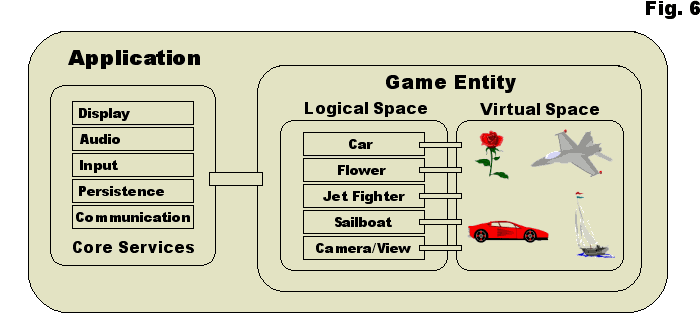 Fig. 6
Application
Display
Audio
Input
Persistence
Communication
Core Services
Game Entity
Logical Space
Car
Flower
Jet Fighter
Sailboat
Camera/View
Virtual Space